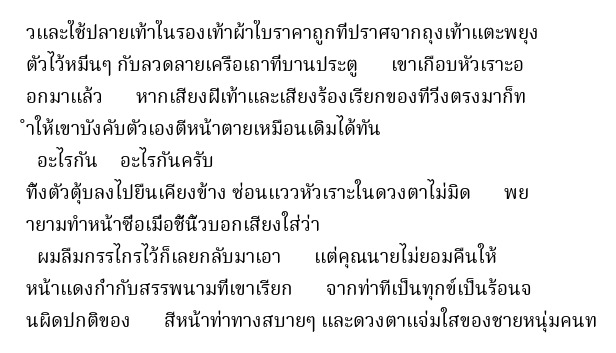 วและใช้ปลายเท้าในรองเท้าผ้าใบราคาถูกที่ปราศจากถุงเท้าแตะพยุง
ตัวไว้หมิ่นๆ กับลวดลายเครือเถาที่บานประตู เขาเกือบหัวเราะอ
อกมาแล้ว หากเสียงฝีเท้าและเสียงร้องเรียกของที่วิ่งตรงมาก็ท
ำให้เขาบังคับตัวเองตีหน้าตายเหมือนเดิมได้ทัน
อะไรกัน อะไรกันครับ
ทิ้งตัวตุ้บลงไปยืนเคียงข้าง ซ่อนแววหัวเราะในดวงตาไม่มิด พย
ายามทำหน้าซื่อเมื่อชี้นิ้วบอกเสียงใส่ว่า
ผมลืมกรรไกรไว้ก็เลยกลับมาเอา แต่คุณนายไม่ยอมคืนให้
หน้าแดงก่ำกับสรรพนามที่เขาเรียก จากท่าทีเป็นทุกข์เป็นร้อนจ
นผิดปกติของ สีหน้าท่าทางสบายๆ และดวงตาแจ่มใสของชายหนุ่มคนท